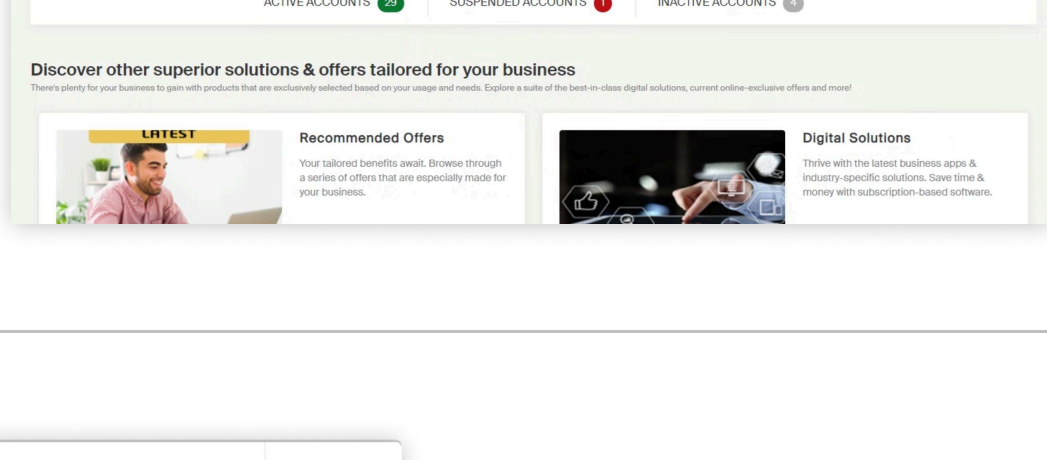 ACTIVE ACCOUNTS 29 SUSPENDED ACCOUNTS 1 INACTIVE ACCOUNTS 4
Discover other superior solutions & offers tailored for your business
There's plenty for your business to gain with products that are exclusively selected based on your usage and needs. Explore a suite of the best-in-class digital solutions, current online-exclusive offers and more!
LATEST
Recommended Offers
Your tailored benefits await. Browse through
a series of offers that are especially made for
your business.
Digital Solutions
Thrive with the latest business apps &
industry-specific solutions. Save time &
money with subscription-based software.